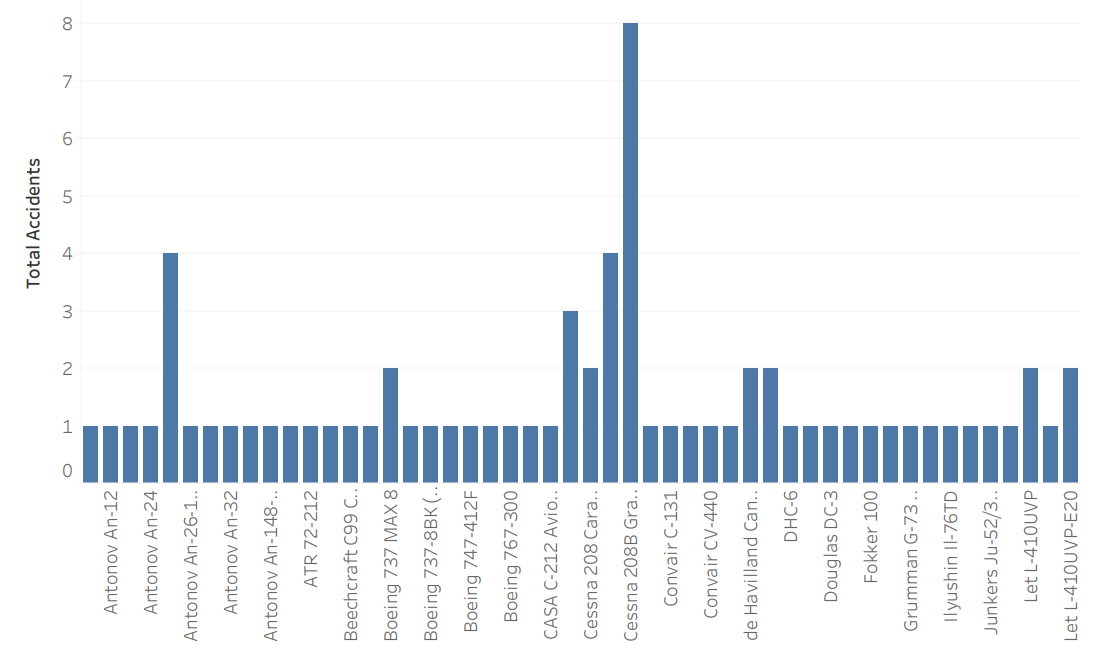 Total Accidents
8
7
6
5
4
3
2
1
0
Antonov An-12
Antonov An-24
Antonov An-26-1..
Antonov An-32
Antonov An-148-..
ATR 72-212
Beechcraft C99 C..
Boeing 737 MAX 8
Boeing 737-8BK (..
Boeing 747-412F
Boeing 767-300
CASA C-212 Avio..
Cessna 208 Cara..
Cessna 208B Gra..
Convair C-131
Convair CV-440
de Havilland Can..
DHC-6
Douglas DC-3
Fokker 100
Grumman G-73 ..
Ilyushin Il-76TD
Junkers Ju-52/3..
Let L-410UVP
Let L-410UVP-E20